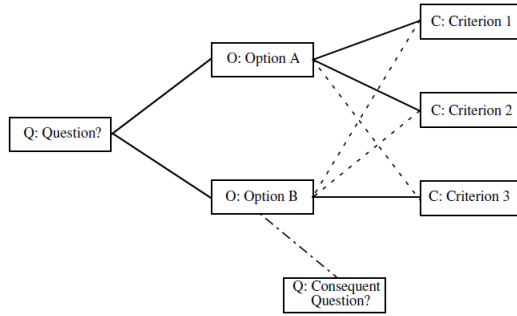 C: Criterion 1
O: Option A
C: Criterion 2
Q: Question?
O: Option B
C: Criterion 3
Q: Consequent
Question?